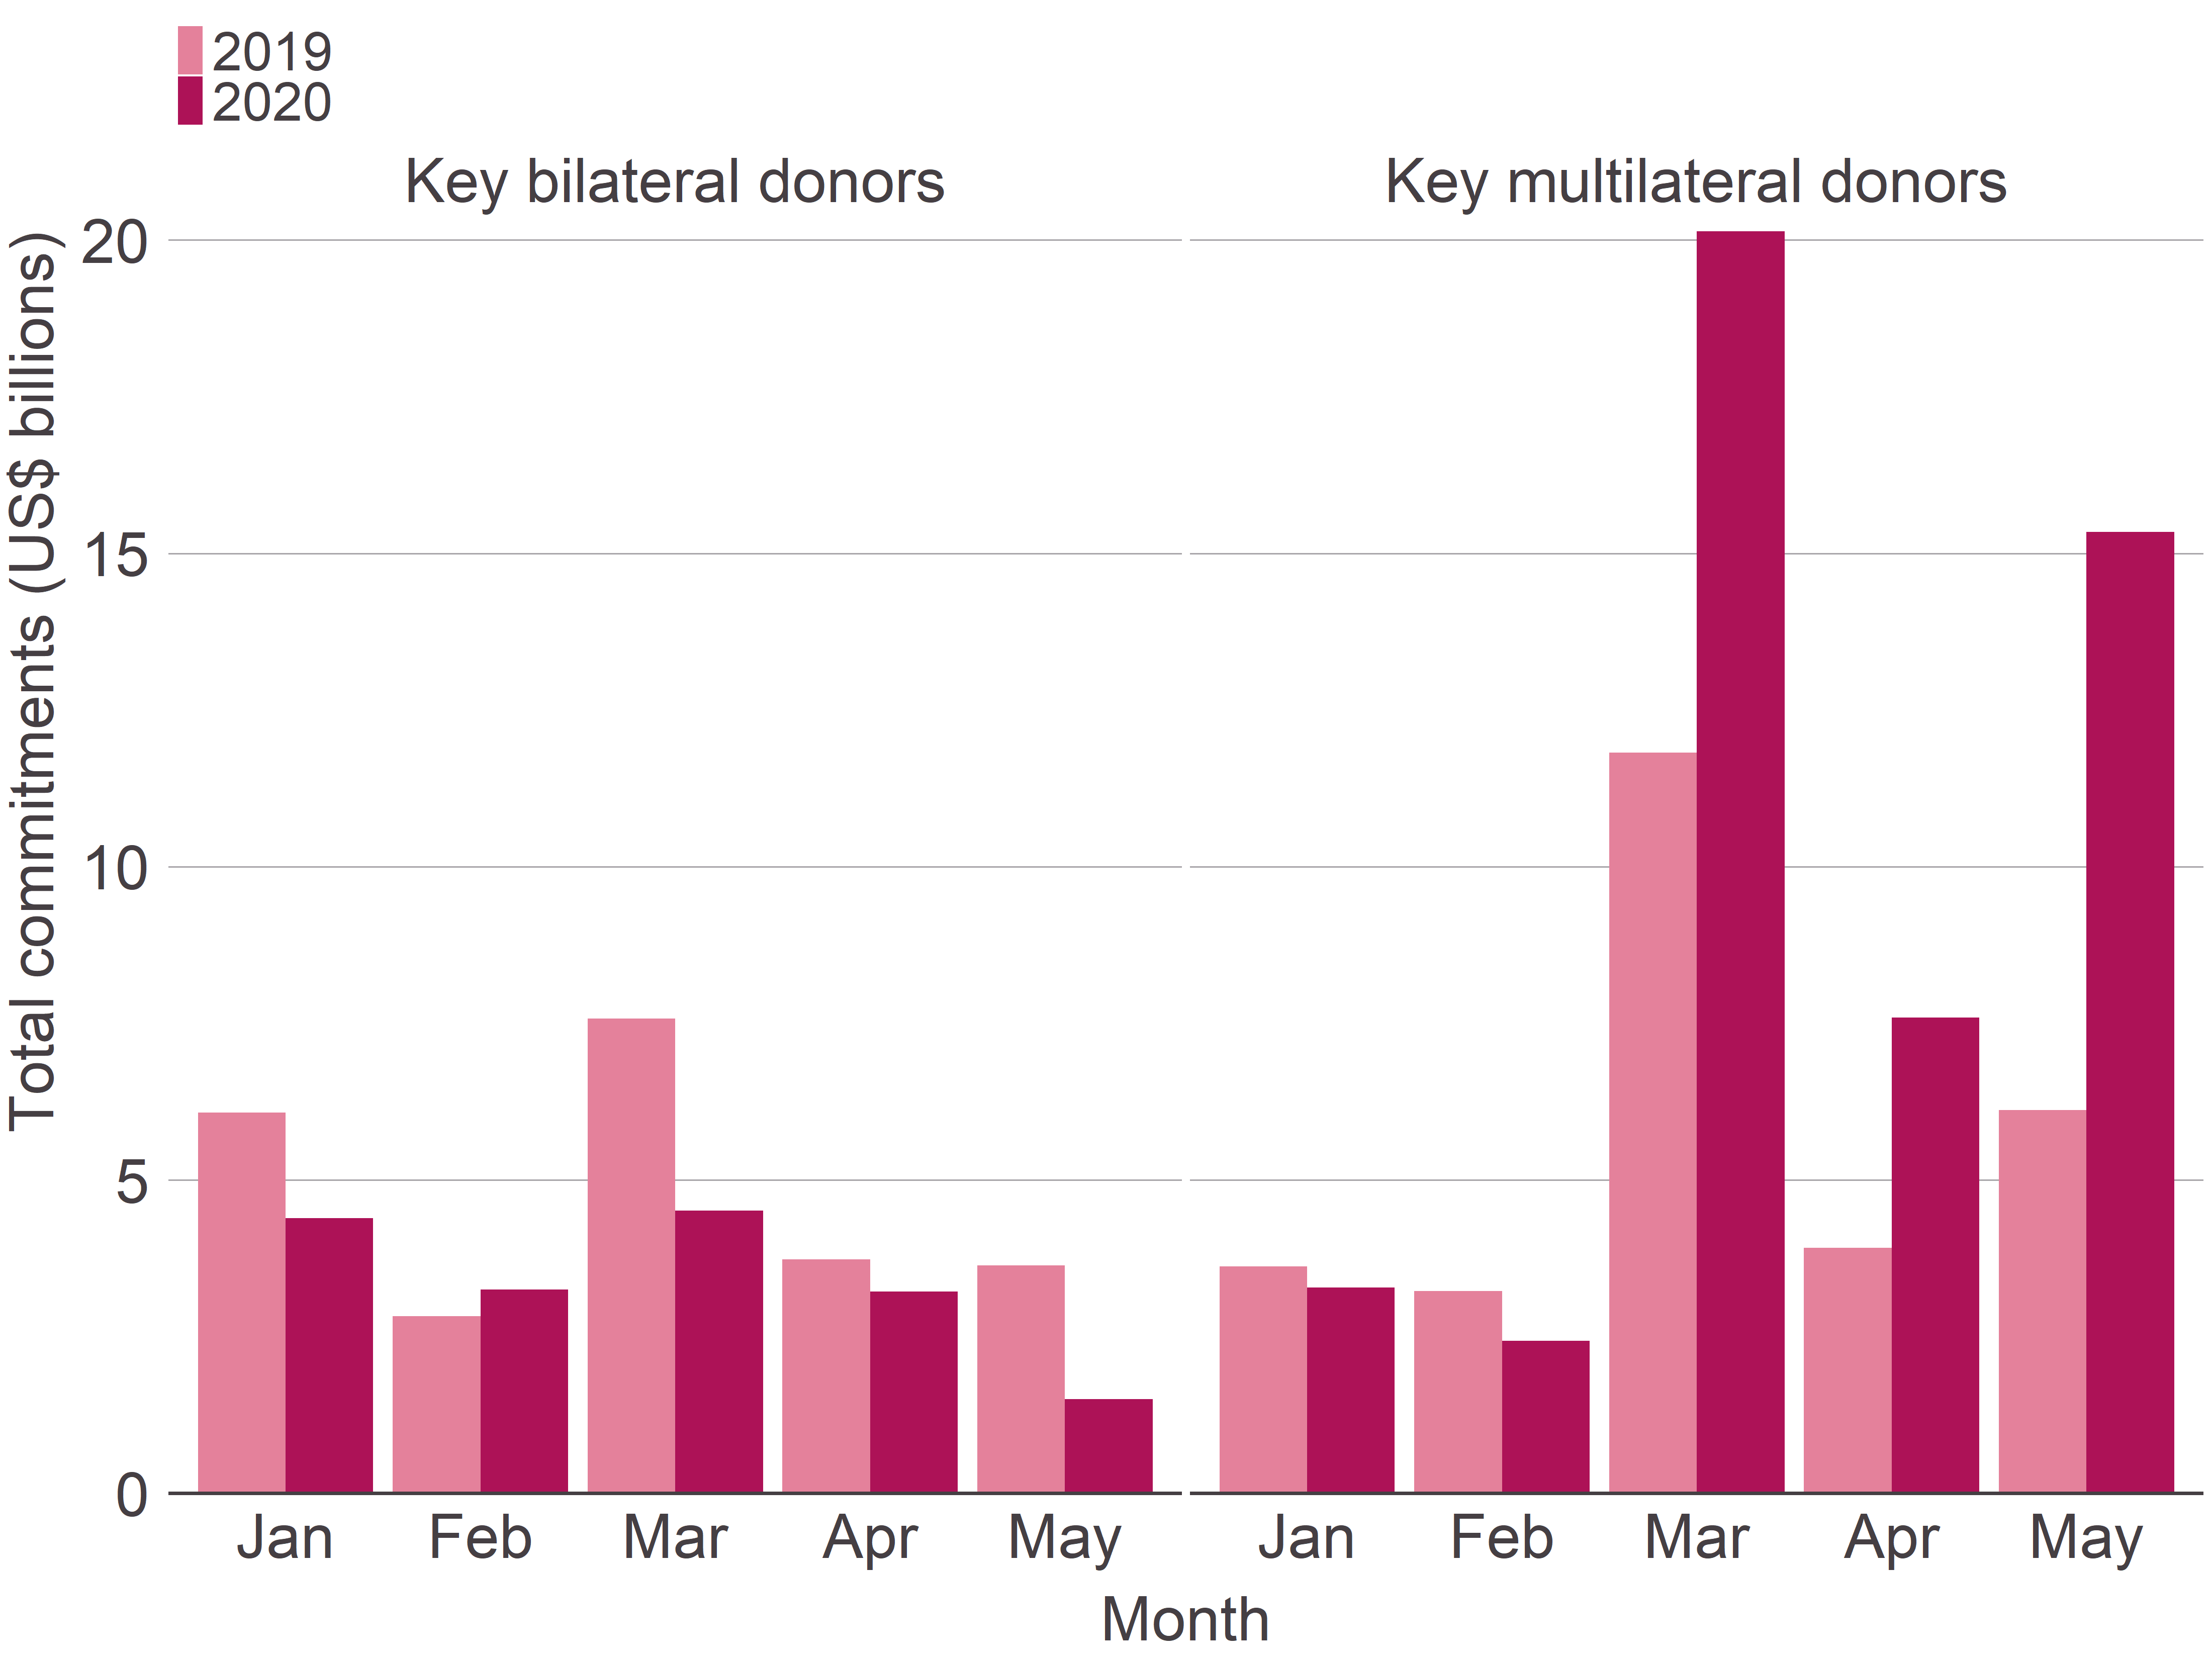 2019
2020
Key bilateral donors
Key multilateral donors
Total commitments (US$ billions)
20
15
10
5
0
Jan Feb Mar Apr May
Jan Feb Mar Apr May
Month